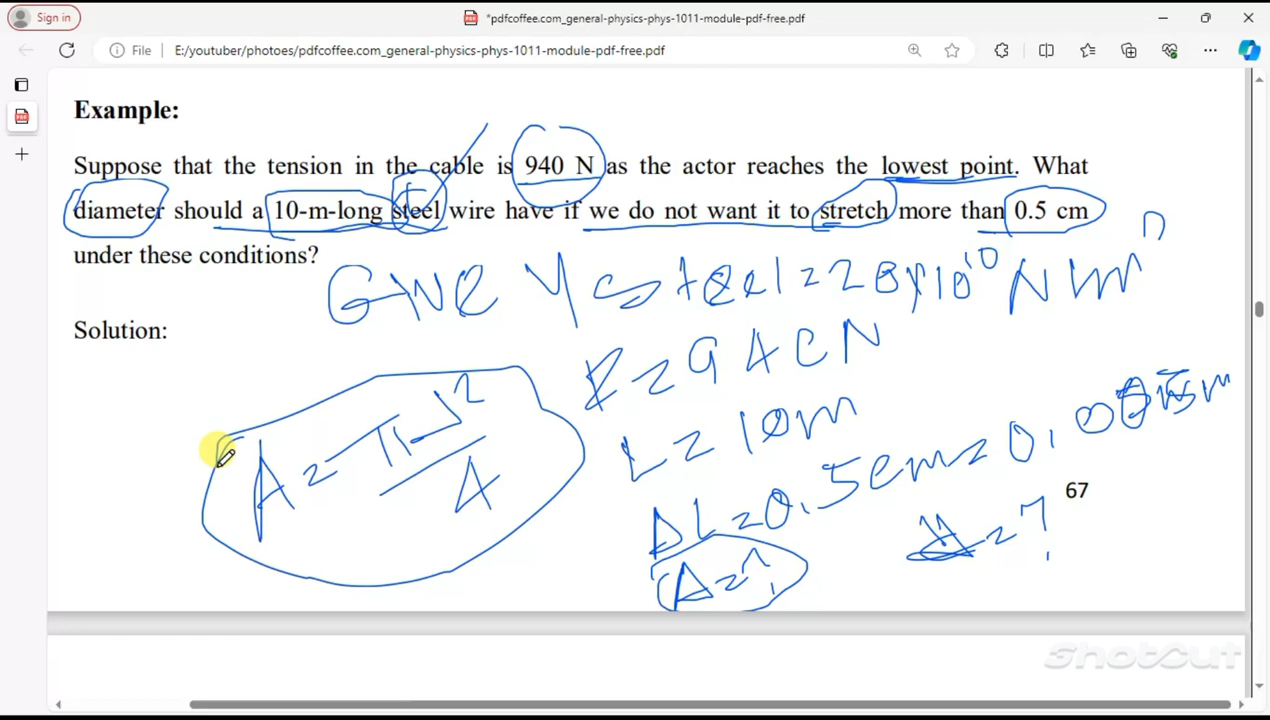 Sign in
*pdfcoffee.com_general-physics-phys-1011-module-pdf-free.pdf
File E:/youtuber/photoes/pdfcoffee.com_general-physics-phys-1011-module-pdf-free.pdf
Example:
Suppose that the tension in the cable is 940 N as the actor reaches the lowest point. What
diameter should a 10-m-long steel wire have if we do not want it to stretch more than 0.5 cm
under these conditions?
Give Y steel = 20x10^10 N/m
Solution:
F = 940N
L = 10m
A = πd²/4
ΔL = 0.5cm = 0.005m
67
A = ?
d = ?
shotcut